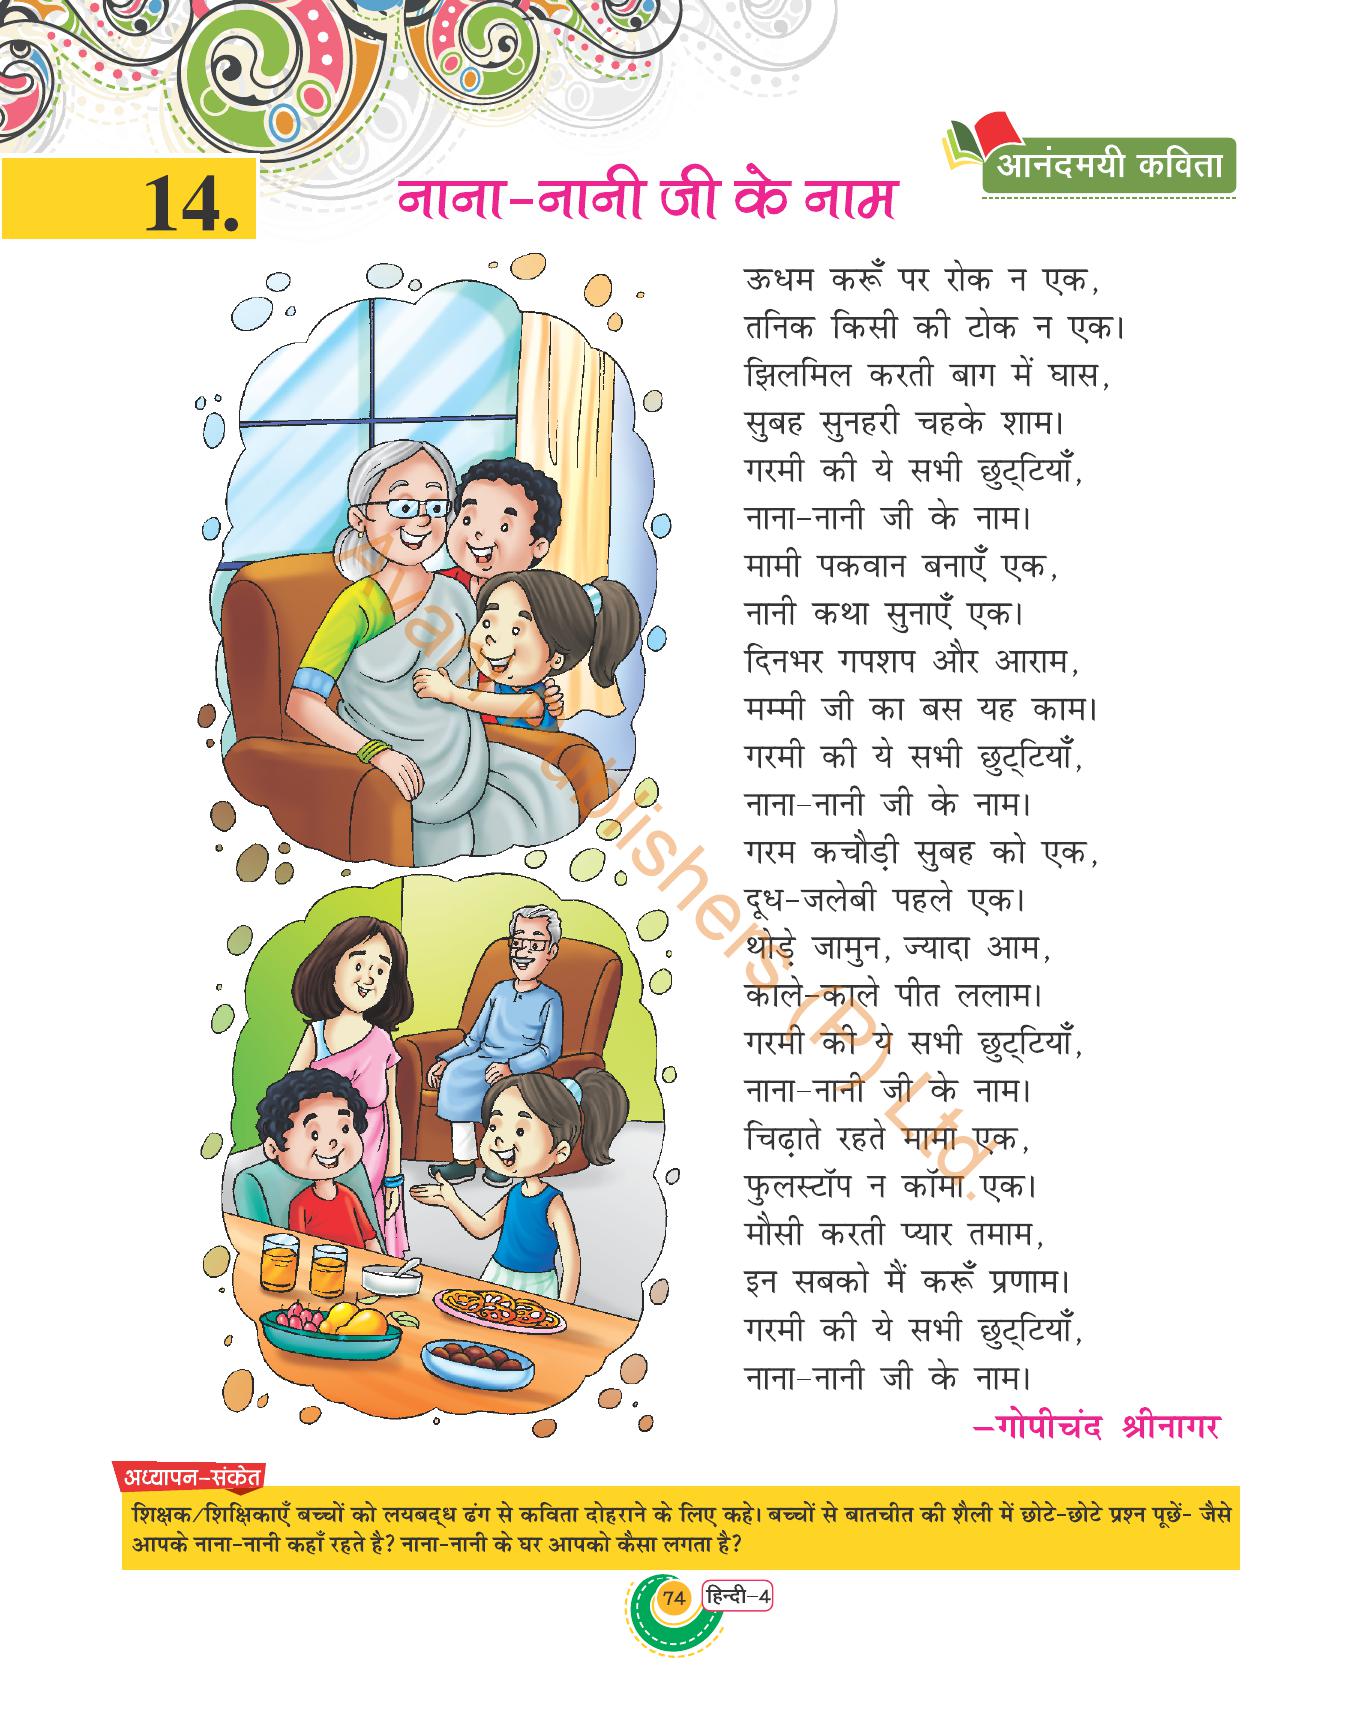 आनंदमयी कविता
14.
नाना-नानी जी के नाम
ऊधम करूँ पर रोक न एक,
तनिक किसी की टोक न एक।
झिलमिल करती बाग में घास,
सुबह सुनहरी चहके शाम।
गरमी की ये सभी छुट्टियाँ,
नाना-नानी जी के नाम।
मामी पकवान बनाएँ एक,
नानी कथा सुनाएँ एक।
दिनभर गपशप और आराम,
मम्मी जी का बस यह काम।
गरमी की ये सभी छुट्टियाँ,
नाना-नानी जी के नाम।
गरम कचौड़ी सुबह को एक,
दूध-जलेबी पहले एक।
थोड़े जामुन, ज्यादा आम,
काले-काले पीत ललाम।
गरमी की ये सभी छुट्टियाँ,
नाना-नानी जी के नाम।
चिढ़ाते रहते मामा एक,
फुलस्टॉप न कॉमा एक।
मौसी करती प्यार तमाम,
इन सबको मैं करूँ प्रणाम।
गरमी की ये सभी छुट्टियाँ,
नाना-नानी जी के नाम।
-गोपीचंद श्रीनागर
अध्यापन-संकेत
शिक्षक/शिक्षिकाएँ बच्चों को लयबद्ध ढंग से कविता दोहराने के लिए कहे। बच्चों से बातचीत की शैली में छोटे-छोटे प्रश्न पूछें- जैसे
आपके नाना-नानी कहाँ रहते है? नाना-नानी के घर आपको कैसा लगता है?
74 हिन्दी-4
Publishers (P) Ltd.